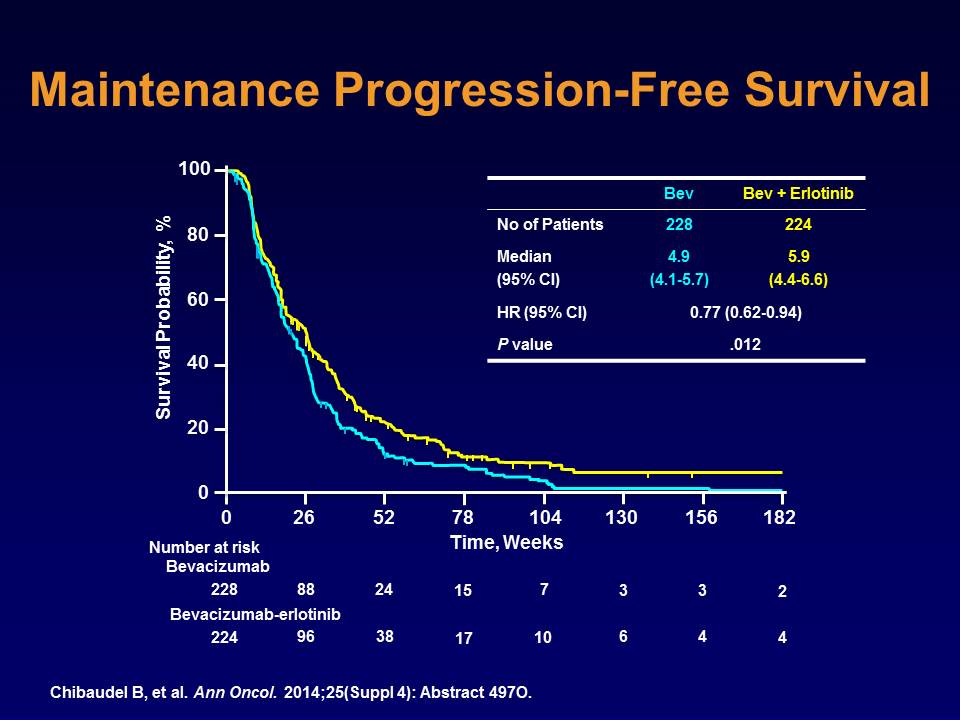 Maintenance Progression-Free Survival
Survival Probability, %
100
80
60
40
20
0
0 26 52 78 104 130 156 182
Time, Weeks
Bev Bev + Erlotinib
No of Patients 228 224
Median 4.9 5.9
(95% CI) (4.1-5.7) (4.4-6.6)
HR (95% CI) 0.77 (0.62-0.94)
P value .012
Number at risk
Bevacizumab
228 88 24 15 7 3 3 2
Bevacizumab-erlotinib
224 96 38 17 10 6 4 4
Chibaudel B, et al. Ann Oncol. 2014;25(Suppl 4): Abstract 497O.